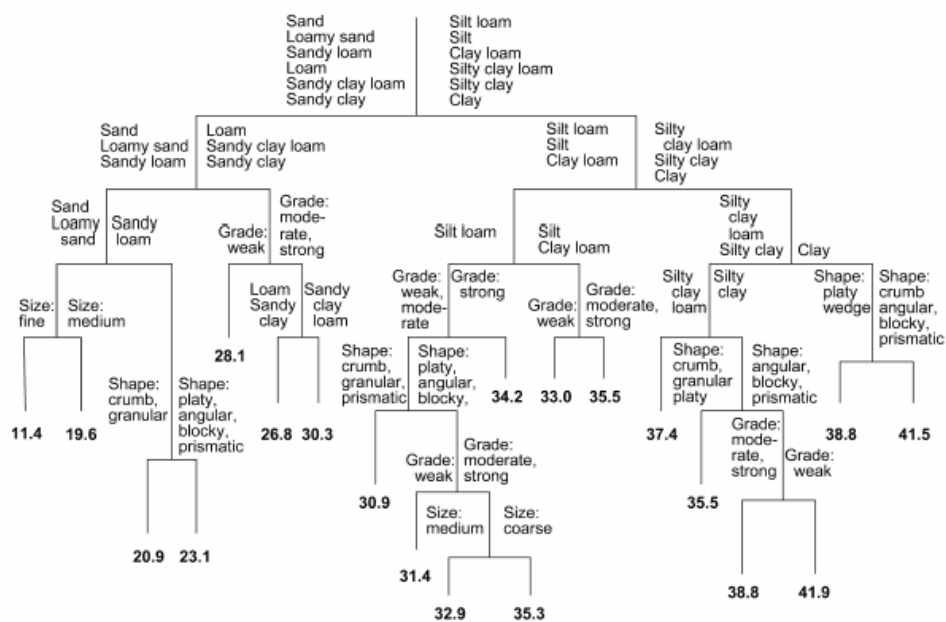 Sand
Loamy sand
Sandy loam
Loam
Sandy clay loam
Sandy clay
Silt loam
Silt
Clay loam
Silty clay loam
Silty clay
Clay
Sand
Loamy sand
Sandy loam
Loam
Sandy clay loam
Sandy clay
Silt loam
Silt
Clay loam
Silty
clay loam
Silty clay
Clay
Sand
Loamy
sand
Sandy
loam
Grade:
weak
Grade:
mode-
rate,
strong
Silt loam
Silt
Clay loam
Silty
clay
loam
Silty clay
Clay
Size:
fine
Size:
medium
Loam
Sandy
clay
Sandy
clay
loam
Grade:
weak,
mode-
rate
Grade:
strong
Grade:
weak
Grade:
moderate,
strong
Silty
clay
loam
Silty
clay
Shape:
platy
wedge
Shape:
crumb
angular,
blocky,
prismatic
28.1
Shape:
crumb,
granular
Shape:
platy,
angular,
blocky,
prismatic
Shape:
crumb,
granular,
prismatic
Shape:
platy,
angular,
blocky,
Shape:
crumb,
granular
platy
Shape:
angular,
blocky,
prismatic
11.4
19.6
26.8
30.3
34.2
33.0
35.5
37.4
38.8
41.5
Grade:
weak
Grade:
moderate,
strong
Grade:
mode-
rate,
strong
Grade:
weak
30.9
35.5
Size:
medium
Size:
coarse
20.9
23.1
31.4
32.9
35.3
38.8
41.9